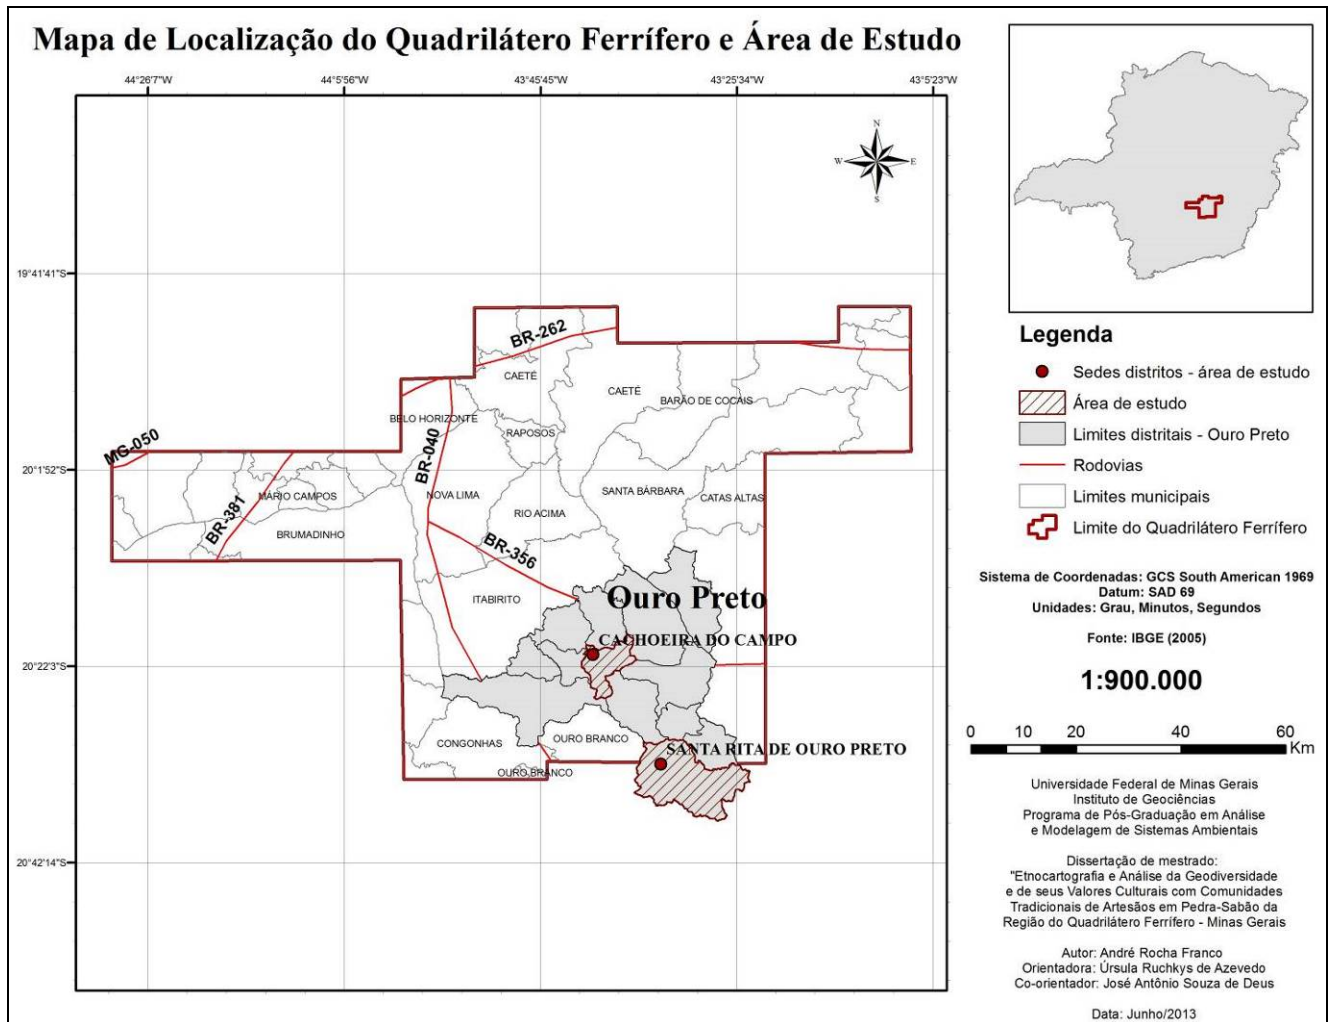 Mapa de Localização do Quadrilátero Ferrífero e Área de Estudo
44°26'7"W
44°5'56"W
43°45'45"W
43°25'34"W
43°5'23"W
19°41'41"S
20°1'52"S
20°22'3"S
20°42'14"S
N
W
E
S
BR-262
CAETÉ
CAETÉ
BARÃO DE COCAIS
BELO HORIZONTE
RAPOSOS
MG-050
BR-040
MÁRIO CAMPOS
NOVA LIMA
SANTA BÁRBARA
CATAS ALTAS
BR-381
RIO ACIMA
BRUMADINHO
BR-356
ITABIRITO
Ouro Preto
CACHOEIRA DO CAMPO
CONGONHAS
OURO BRANCO
SANTA RITA DE OURO PRETO
OURO BRANCO
Legenda
Sedes distritos - área de estudo
Área de estudo
Limites distritais - Ouro Preto
Rodovias
Limites municipais
Limite do Quadrilátero Ferrífero
Sistema de Coordenadas: GCS South American 1969
Datum: SAD 69
Unidades: Grau, Minutos, Segundos
Fonte: IBGE (2005)
1:900.000
0 10 20 40 60
Km
Universidade Federal de Minas Gerais
Instituto de Geociências
Programa de Pós-Graduação em Análise
e Modelagem de Sistemas Ambientais
Dissertação de mestrado:
"Etnocartografia e Análise da Geodiversidade
e de seus Valores Culturais com Comunidades
Tradicionais de Artesãos em Pedra-Sabão da
Região do Quadrilátero Ferrífero - Minas Gerais
Autor: André Rocha Franco
Orientadora: Úrsula Ruchkys de Azevedo
Co-orientador: José Antônio Souza de Deus
Data: Junho/2013